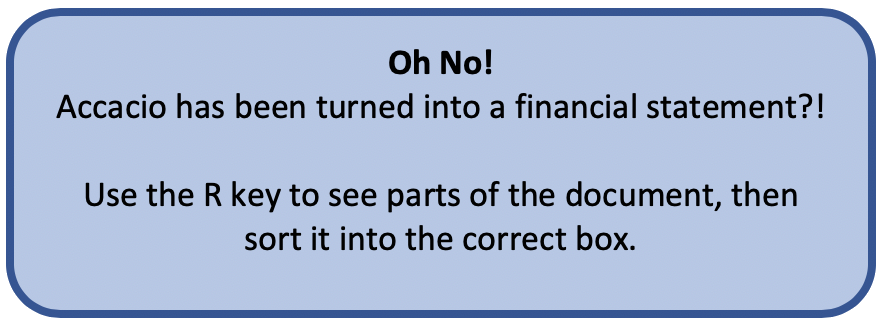 Oh No!
Accacio has been turned into a financial statement?!
Use the R key to see parts of the document, then
sort it into the correct box.